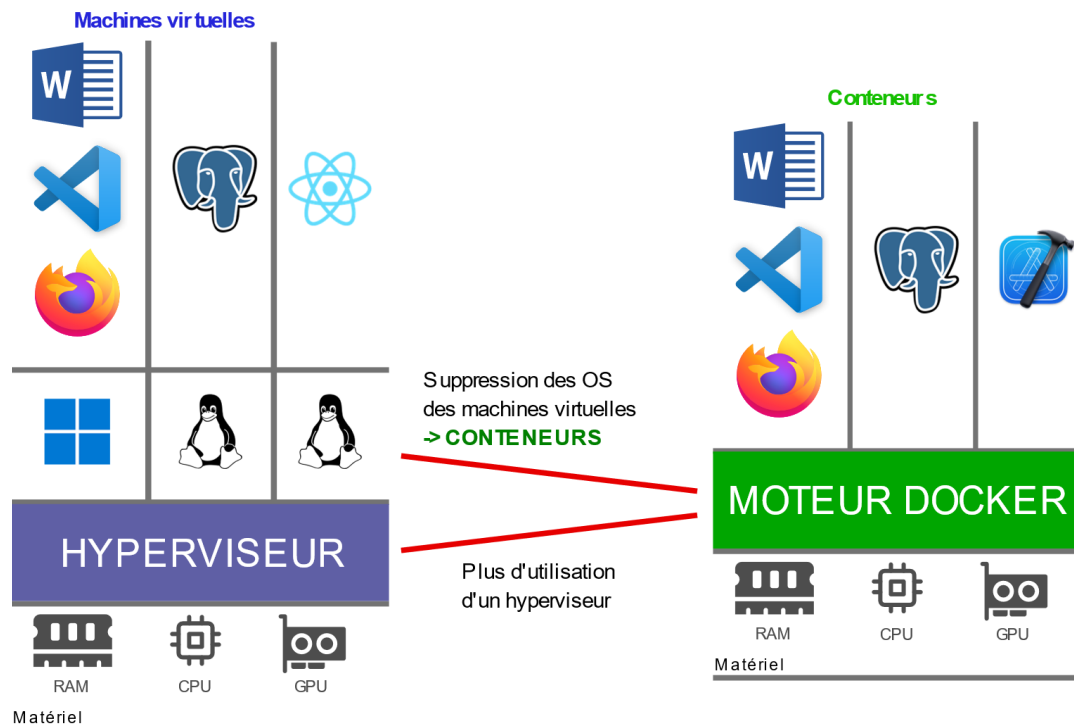 Machines virtuelles
W
HYPERVISEUR
RAM
CPU
GPU
Matériel
Suppression des OS
des machines virtuelles
-> CONTENEURS
Plus d'utilisation
d'un hyperviseur
Conteneurs
W
MOTEUR DOCKER
RAM
CPU
GPU
Matériel